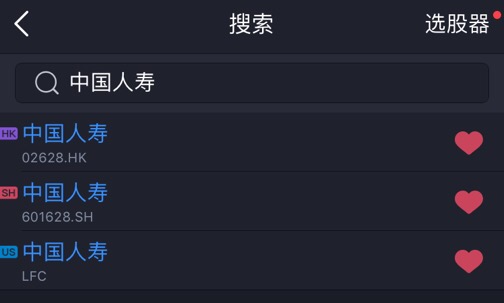 搜索 选股器
中国人寿
HK 中国人寿
02628.HK
SH 中国人寿
601628.SH
US 中国人寿
LFC